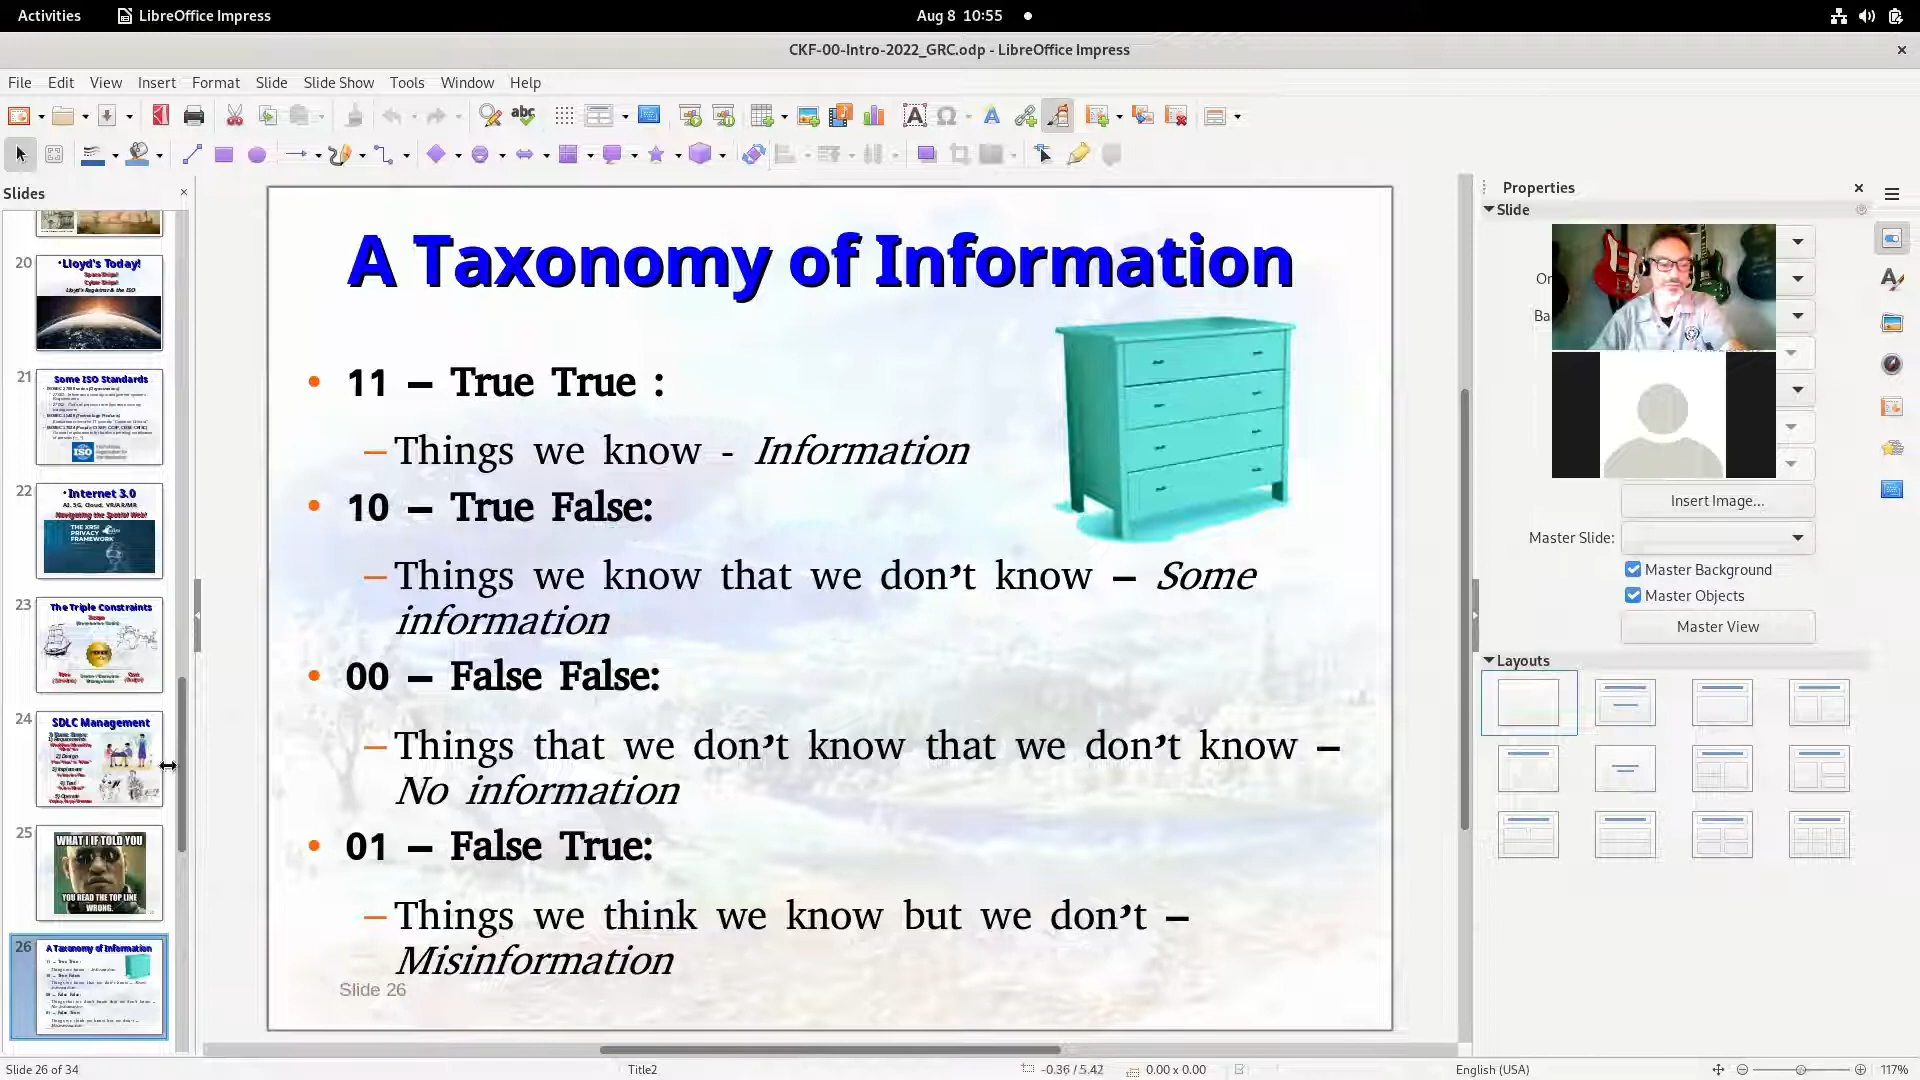 Activities
LibreOffice Impress
Aug 8 10:55
CKF-00-Intro-2022_GRC.odp - LibreOffice Impress
File Edit View Insert Format Slide Slide Show Tools Window Help
Slides
20
•Lloyd's Today!
Space Ships!
Cyber Ships!
Lloyd's Registrar & the ISO
21
Some ISO Standards
ISO
22
•Internet 3.0
AI, 5G, Cloud, VR/AR/MR
Navigating the Spatial Web!
THE XRSI
PRIVACY
FRAMEWORK
23
The Triple Constraints
Scope
24
SDLC Management
25
WHAT I IF TOLD YOU
YOU READ THE TOP LINE
WRONG.
26
A Taxonomy of Information
A Taxonomy of Information
• 11 – True True :
– Things we know - Information
• 10 – True False:
– Things we know that we don’t know – Some
information
• 00 – False False:
– Things that we don’t know that we don’t know –
No information
• 01 – False True:
– Things we think we know but we don’t –
Misinformation
Slide 26
Properties
Slide
Or
Ba
Insert Image...
Master Slide:
Master Background
Master Objects
Master View
Layouts
Slide 26 of 34
Title2
-0.36 / 5.42
0.00 x 0.00
English (USA)
117%